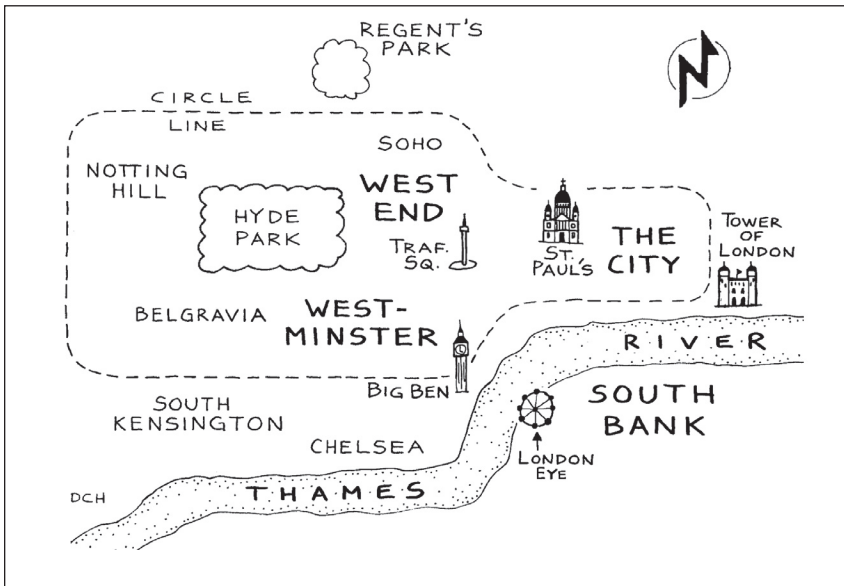 REGENT'S
PARK
N
CIRCLE
LINE
SOHO
NOTTING
HILL
WEST
END
HYDE
PARK
TRAF.
SQ.
ST.
PAUL'S
THE
CITY
TOWER
OF
LONDON
BELGRAVIA
WEST-
MINSTER
RIVER
BIG BEN
SOUTH
KENSINGTON
SOUTH
BANK
CHELSEA
LONDON
EYE
THAMES
DCH